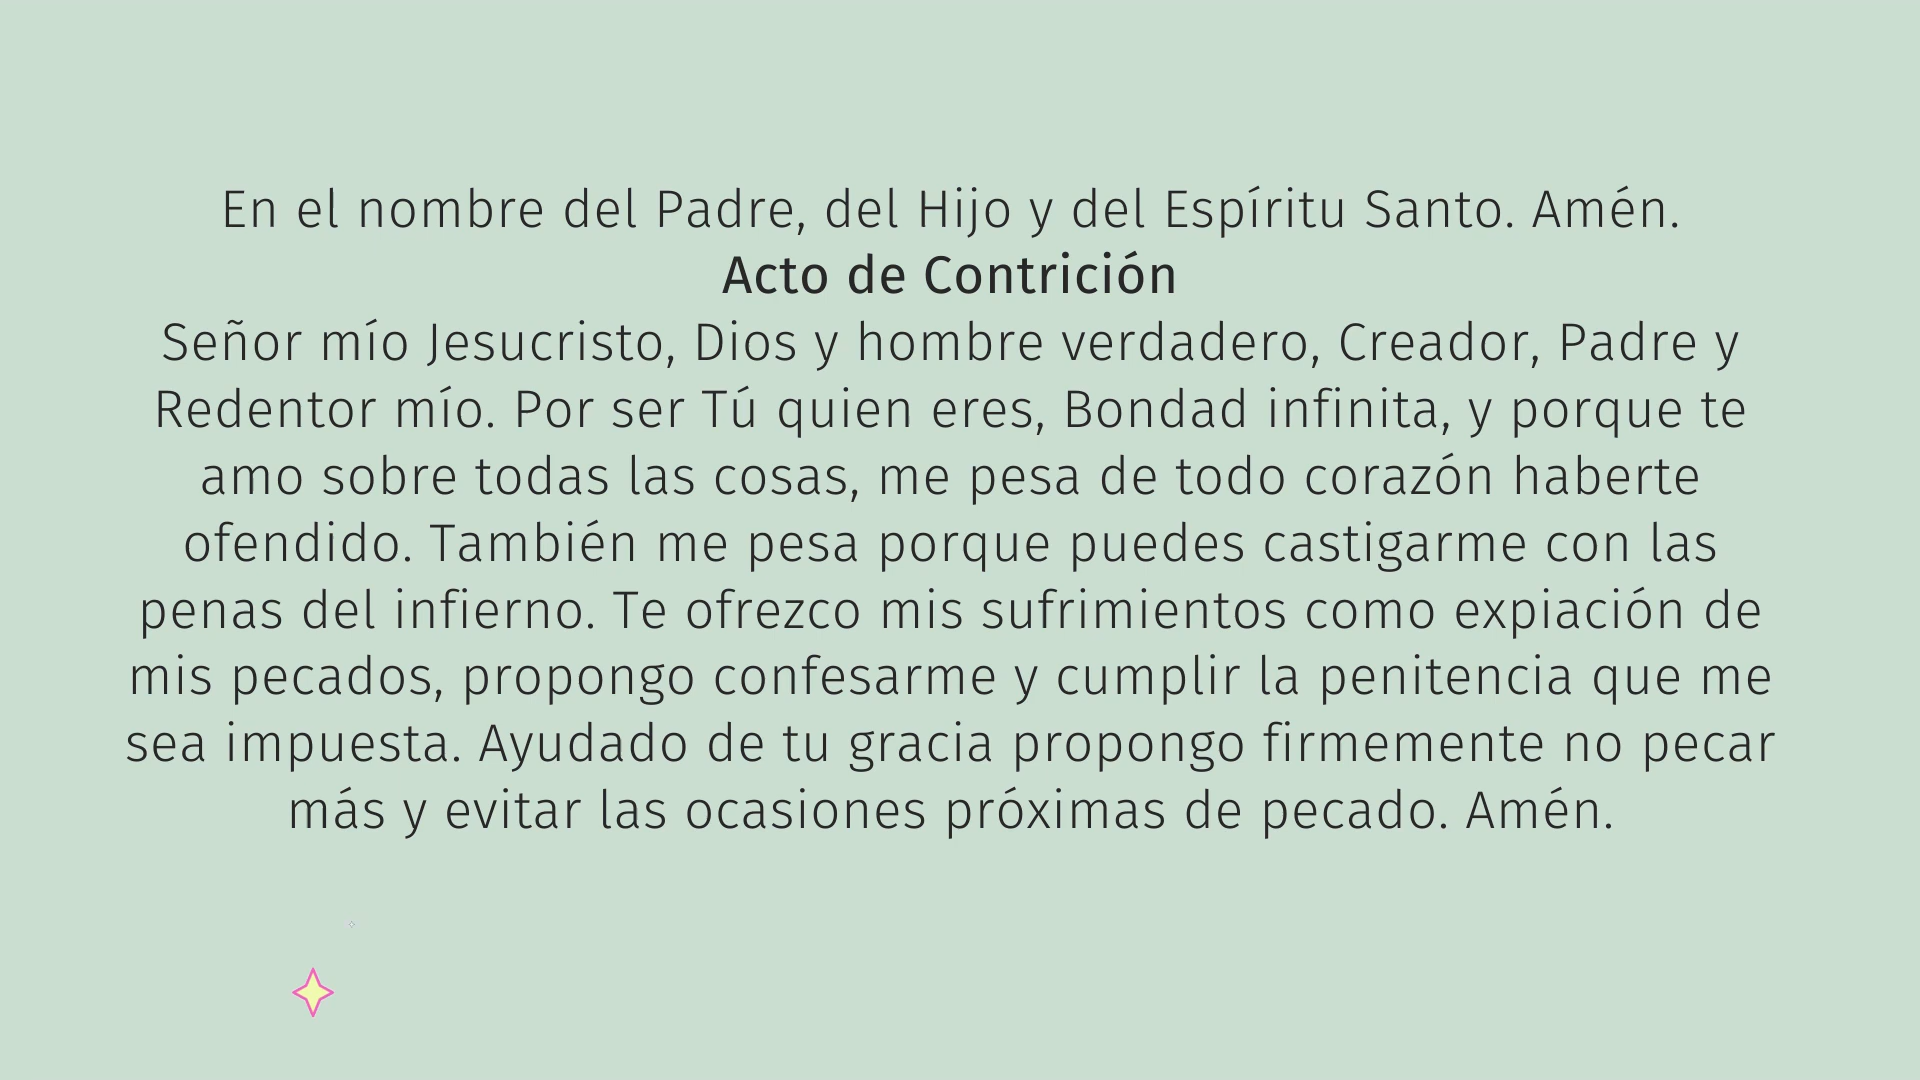 En el nombre del Padre, del Hijo y del Espíritu Santo. Amén.
Acto de Contrición
Señor mío Jesucristo, Dios y hombre verdadero, Creador, Padre y
Redentor mío. Por ser Tú quien eres, Bondad infinita, y porque te
amo sobre todas las cosas, me pesa de todo corazón haberte
ofendido. También me pesa porque puedes castigarme con las
penas del infierno. Te ofrezco mis sufrimientos como expiación de
mis pecados, propongo confesarme y cumplir la penitencia que me
sea impuesta. Ayudado de tu gracia propongo firmemente no pecar
más y evitar las ocasiones próximas de pecado. Amén.